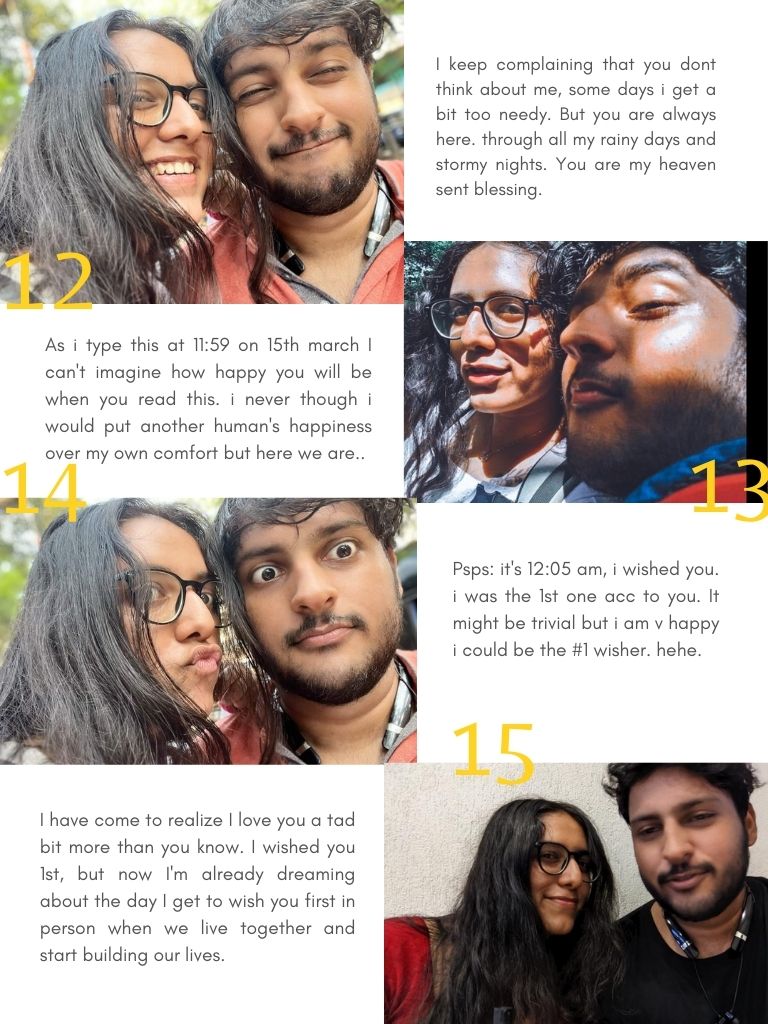 I keep complaining that you dont
think about me, some days i get a
bit too needy. But you are always
here. through all my rainy days and
stormy nights. You are my heaven
sent blessing.
12
As i type this at 11:59 on 15th march I
can't imagine how happy you will be
when you read this. i never though i
would put another human's happiness
over my own comfort but here we are..
13
14
Psps: it's 12:05 am, i wished you.
i was the 1st one acc to you. It
might be trivial but i am v happy
i could be the #1 wisher. hehe.
15
I have come to realize I love you a tad
bit more than you know. I wished you
1st, but now I'm already dreaming
about the day I get to wish you first in
person when we live together and
start building our lives.